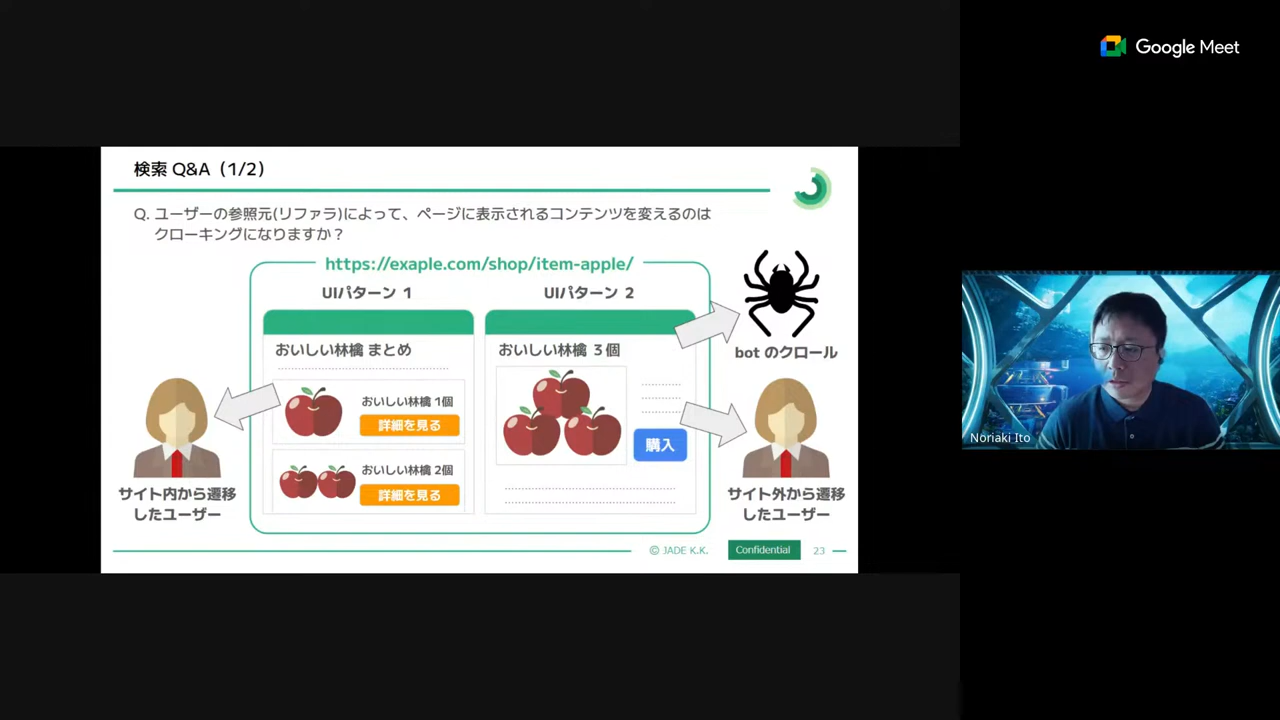 Google Meet
検索 Q&A（1/2）
Q. ユーザーの参照元(リファラ)によって、ページに表示されるコンテンツを変えるのは
クローキングになりますか？
https://exaple.com/shop/item-apple/
UIパターン 1
UIパターン 2
おいしい林檎 まとめ
おいしい林檎 1個
詳細を見る
おいしい林檎 2個
詳細を見る
おいしい林檎 3個
購入
bot のクロール
サイト内から遷移
したユーザー
サイト外から遷移
したユーザー
© JADE K.K.
Confidential
23
Noriaki Ito